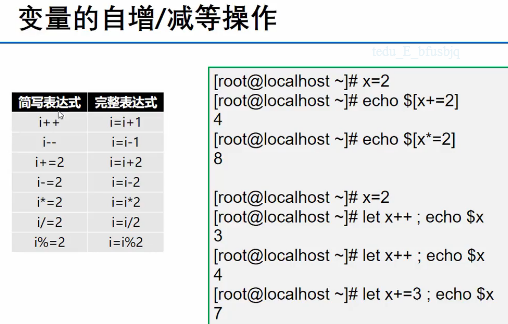 变量的自增/减等操作
简写表达式 完整表达式
i++ i=i+1
i-- i=i-1
i+=2 i=i+2
i-=2 i=i-2
i*=2 i=i*2
i/=2 i=i/2
i%=2 i=i%2
[root@localhost ~]# x=2
[root@localhost ~]# echo $[x+=2]
4
[root@localhost ~]# echo $[x*=2]
8
[root@localhost ~]# x=2
[root@localhost ~]# let x++ ; echo $x
3
[root@localhost ~]# let x++ ; echo $x
4
[root@localhost ~]# let x+=3 ; echo $x
7